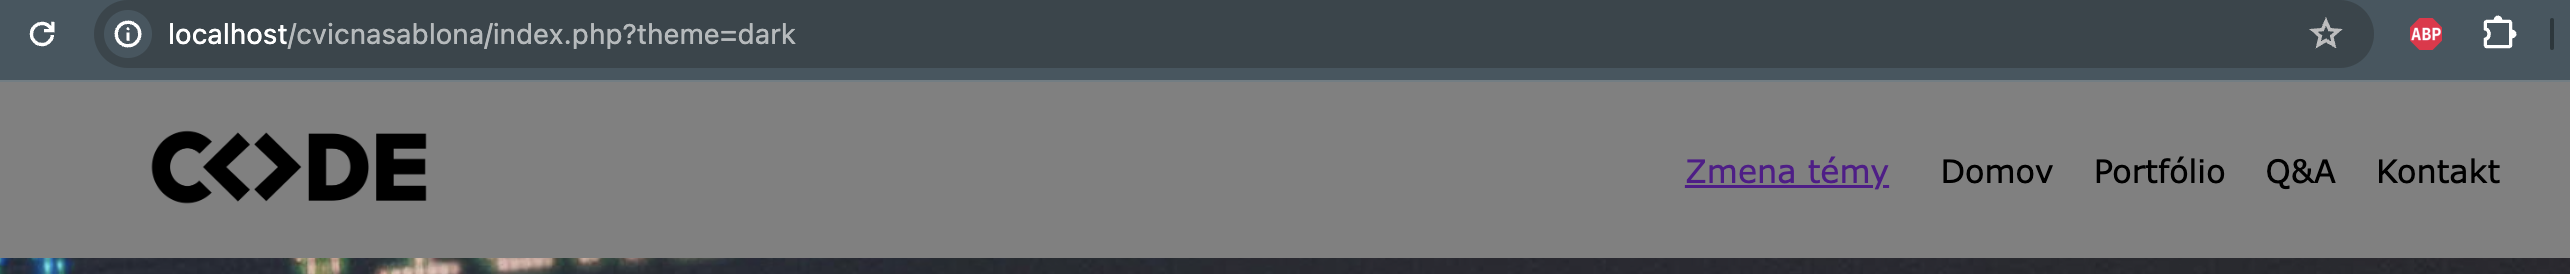 localhost/cvicnasablona/index.php?theme=dark
ABP
C<>DE
Zmena témy Domov Portfólio Q&A Kontakt